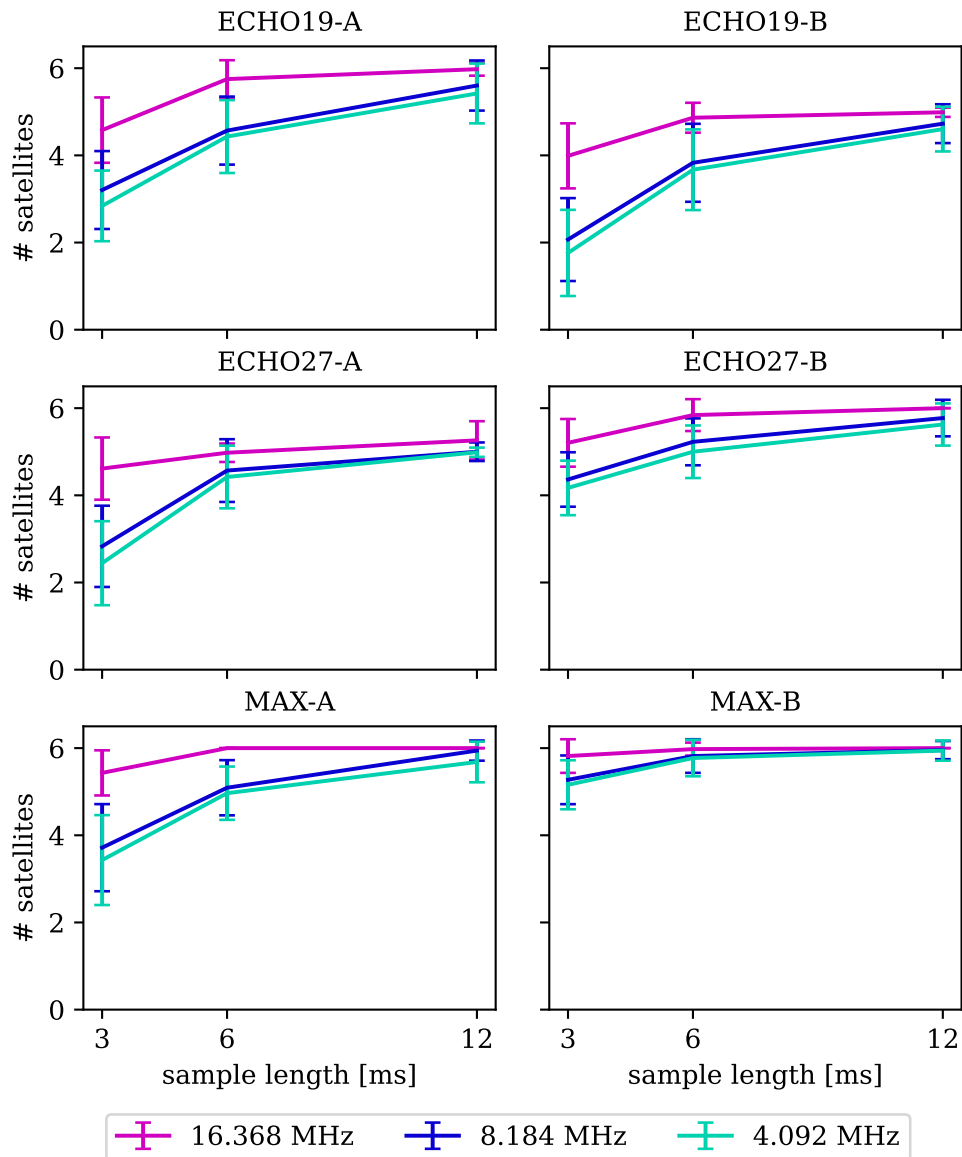 ECHO19-A ECHO19-B
6
4
2
0
# satellites
ECHO27-A ECHO27-B
6
4
2
0
# satellites
MAX-A MAX-B
6
4
2
0
# satellites
3 6 12 3 6 12
sample length [ms] sample length [ms]
16.368 MHz 8.184 MHz 4.092 MHz